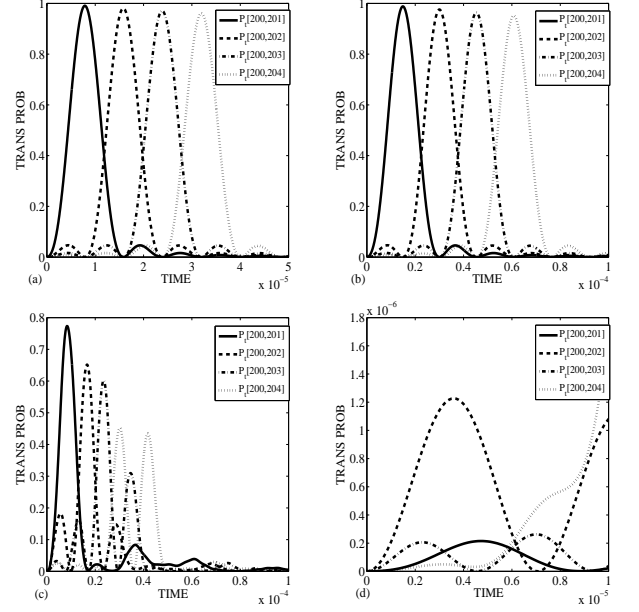 1
0.8
0.6
0.4
0.2
0
TRANS PROB
P_t[200,201]
P_t[200,202]
P_t[200,203]
P_t[200,204]
0 1 2 3 4 5
(a)
TIME
x 10^-5
1
0.8
0.6
0.4
0.2
0
TRANS PROB
P_t[200,201]
P_t[200,202]
P_t[200,203]
P_t[200,204]
0 0.2 0.4 0.6 0.8 1
(b)
TIME
x 10^-4
0.8
0.7
0.6
0.5
0.4
0.3
0.2
0.1
0
TRANS PROB
P_t[200,201]
P_t[200,202]
P_t[200,203]
P_t[200,204]
0 0.2 0.4 0.6 0.8 1
(c)
TIME
x 10^-4
x 10^-6
1.8
1.6
1.4
1.2
1
0.8
0.6
0.4
0.2
0
TRANS PROB
P_t[200,201]
P_t[200,202]
P_t[200,203]
P_t[200,204]
0 0.2 0.4 0.6 0.8 1
(d)
TIME
x 10^-5